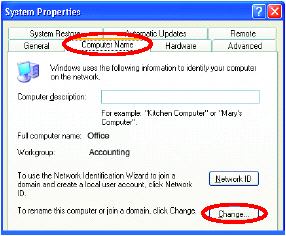 System Properties
System Restore Automatic Updates Remote
General Computer Name Hardware Advanced
Windows uses the following information to identify your computer
on the network.
Computer description:
For example: "Kitchen Computer" or "Mary's
Computer".
Full computer name: Office
Workgroup: Accounting
To use the Network Identification Wizard to join a
domain and create a local user account, click Network
ID.
Network ID
To rename this computer or join a domain, click Change.
Change...